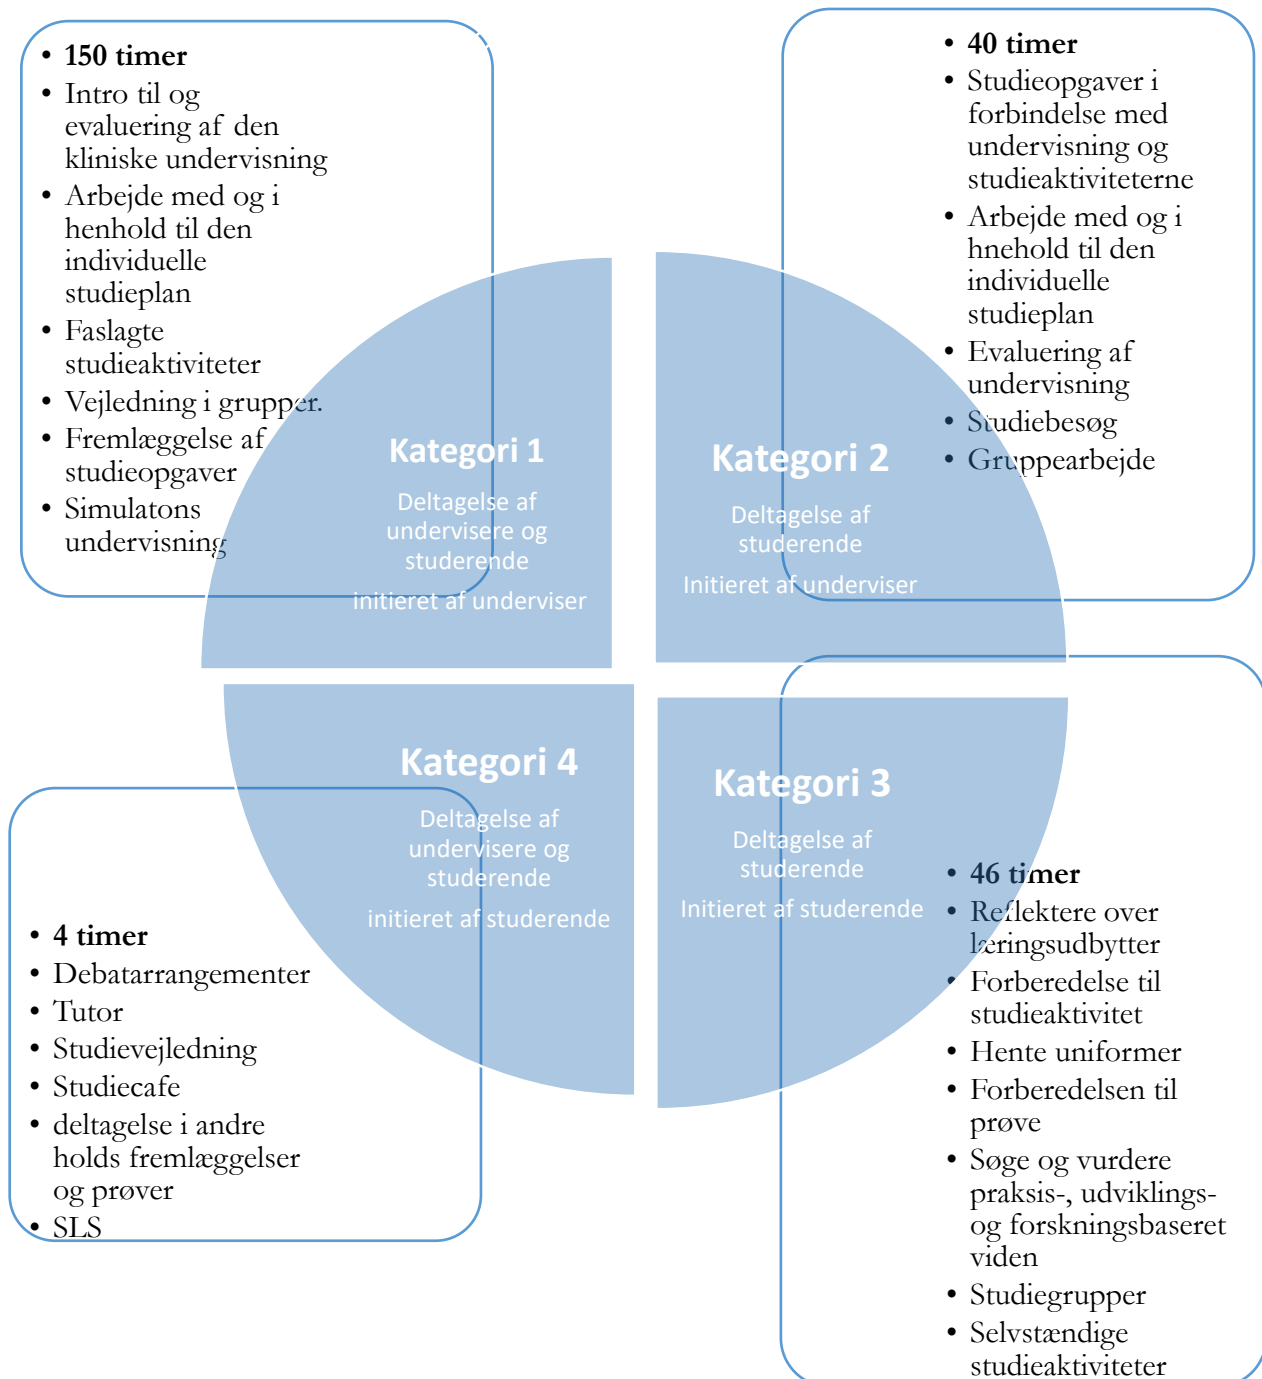 • 150 timer
• Intro til og
evaluering af den
kliniske undervisning
• Arbejde med og i
henhold til den
individuelle
studieplan
• Faslagte
studieaktiviteter
• Vejledning i grupper.
• Fremlæggelse af
studieopgaver
• Simulatons
undervisning
Kategori 1
Deltagelse af
undervisere og
studerende
initieret af underviser
• 40 timer
• Studieopgaver i
forbindelse med
undervisning og
studieaktiviteterne
• Arbejde med og i
hnehold til den
individuelle
studieplan
• Evaluering af
undervisning
• Studiebesøg
• Gruppearbejde
Kategori 2
Deltagelse af
studerende
Initieret af underviser
Kategori 4
Deltagelse af
undervisere og
studerende
initieret af studerende
• 4 timer
• Debatarrangementer
• Tutor
• Studievejledning
• Studiecafe
• deltagelse i andre
holds fremlæggelser
og prøver
• SLS
Kategori 3
Deltagelse af
studerende
Initieret af studerende
• 46 timer
• Reflektere over
læringsudbytter
• Forberedelse til
studieaktivitet
• Hente uniformer
• Forberedelsen til
prøve
• Søge og vurdere
praksis-, udviklings-
og forskningsbaseret
viden
• Studiegrupper
• Selvstændige
studieaktiviteter